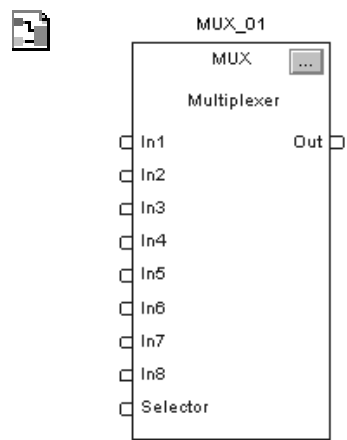 MUX_01
MUX ...
Multiplexer
In1 Out
In2
In3
In4
In5
In6
In7
In8
Selector